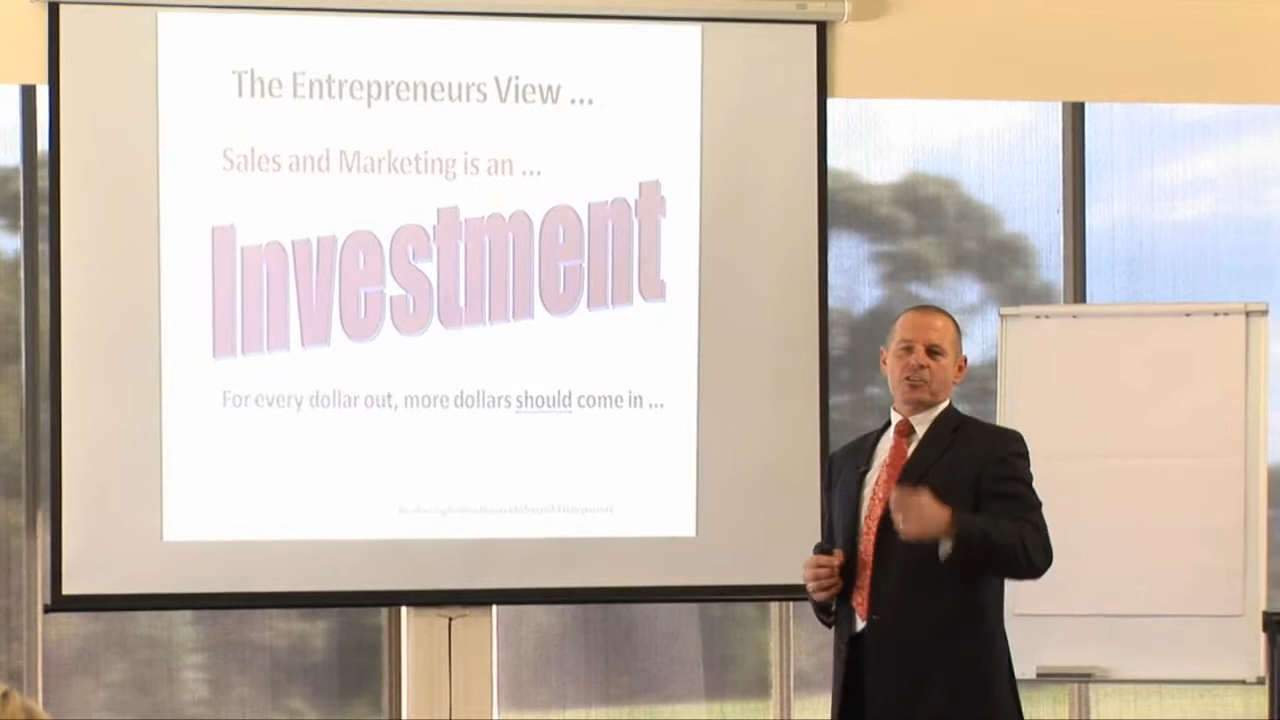 The Entrepreneurs View ...
Sales and Marketing is an ...
Investment
For every dollar out, more dollars should come in ...